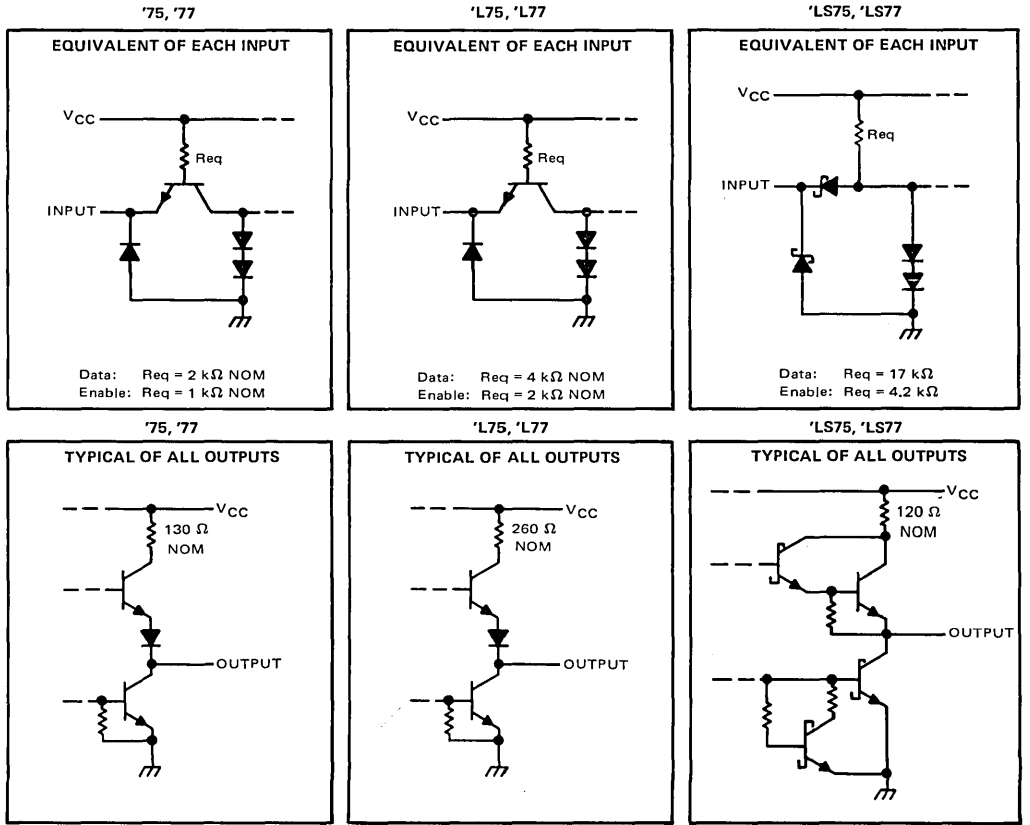 '75, '77
EQUIVALENT OF EACH INPUT
VCC
Req
INPUT
Data: Req = 2 kΩ NOM
Enable: Req = 1 kΩ NOM
'L75, 'L77
EQUIVALENT OF EACH INPUT
VCC
Req
INPUT
Data: Req = 4 kΩ NOM
Enable: Req = 2 kΩ NOM
'LS75, 'LS77
EQUIVALENT OF EACH INPUT
VCC
Req
INPUT
Data: Req = 17 kΩ
Enable: Req = 4.2 kΩ
'75, '77
TYPICAL OF ALL OUTPUTS
VCC
130 Ω
NOM
OUTPUT
'L75, 'L77
TYPICAL OF ALL OUTPUTS
VCC
260 Ω
NOM
OUTPUT
'LS75, 'LS77
TYPICAL OF ALL OUTPUTS
VCC
120 Ω
NOM
OUTPUT